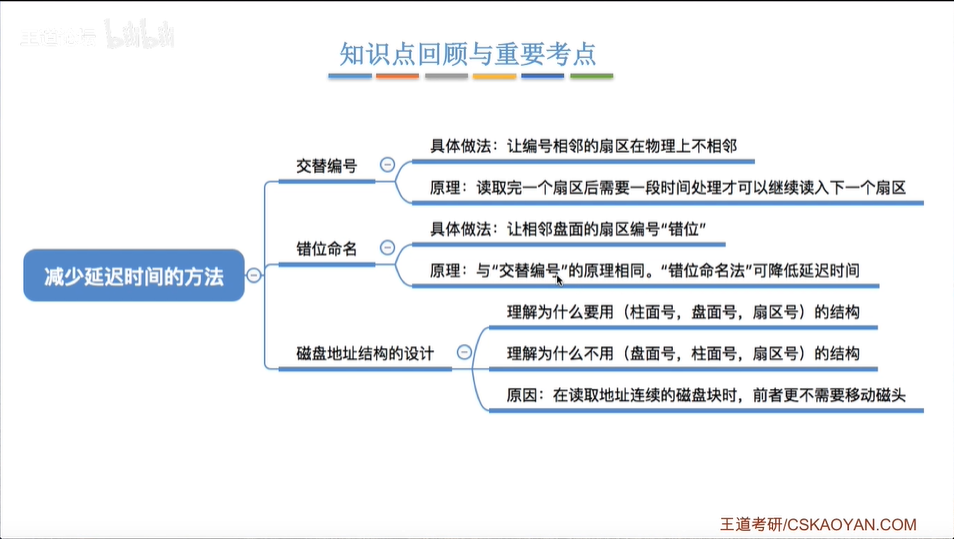 知识点回顾与重要考点
减少延迟时间的方法
交替编号
具体做法：让编号相邻的扇区在物理上不相邻
原理：读取完一个扇区后需要一段时间处理才可以继续读入下一个扇区
错位命名
具体做法：让相邻盘面的扇区编号“错位”
原理：与“交替编号”的原理相同。“错位命名法”可降低延迟时间
磁盘地址结构的设计
理解为什么要用（柱面号，盘面号，扇区号）的结构
理解为什么不用（盘面号，柱面号，扇区号）的结构
原因：在读取地址连续的磁盘块时，前者更不需要移动磁头
王道考研/CSKAOYAN.COM